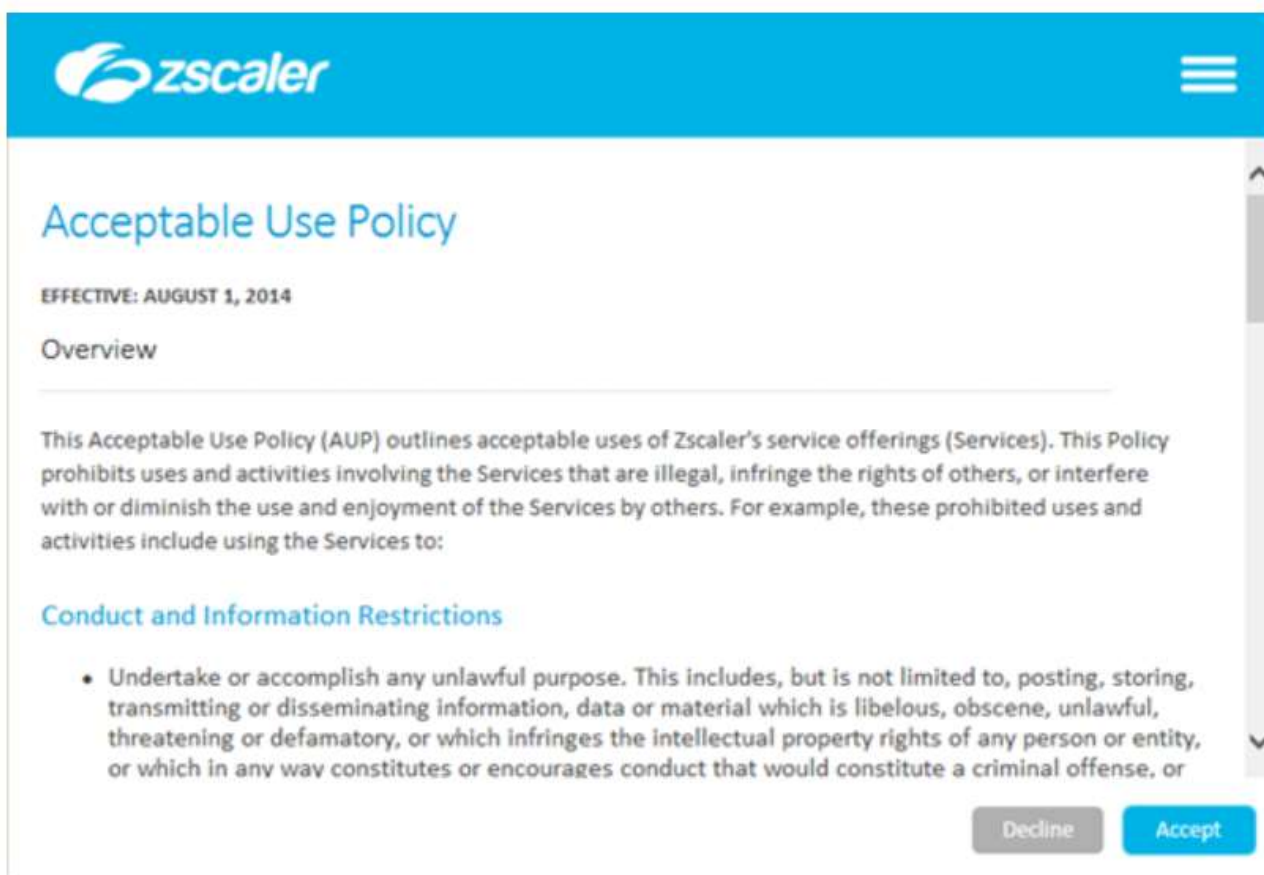 zscaler
Acceptable Use Policy
EFFECTIVE: AUGUST 1, 2014
Overview
This Acceptable Use Policy (AUP) outlines acceptable uses of Zscaler's service offerings (Services). This Policy
prohibits uses and activities involving the Services that are illegal, infringe the rights of others, or interfere
with or diminish the use and enjoyment of the Services by others. For example, these prohibited uses and
activities include using the Services to:
Conduct and Information Restrictions
• Undertake or accomplish any unlawful purpose. This includes, but is not limited to, posting, storing,
transmitting or disseminating information, data or material which is libelous, obscene, unlawful,
threatening or defamatory, or which infringes the intellectual property rights of any person or entity,
or which in any way constitutes or encourages conduct that would constitute a criminal offense, or
Decline
Accept